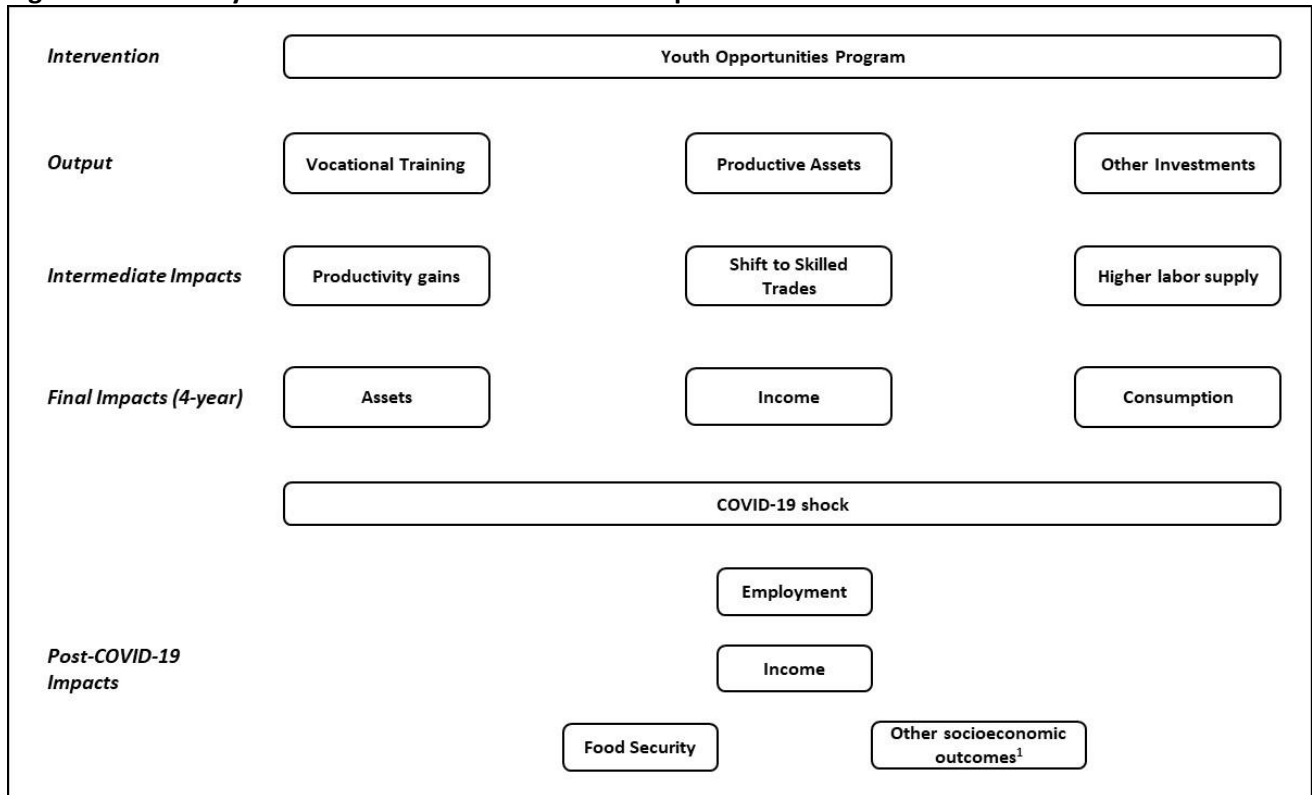 Intervention
Youth Opportunities Program
Output
Vocational Training
Productive Assets
Other Investments
Intermediate Impacts
Productivity gains
Shift to Skilled
Trades
Higher labor supply
Final Impacts (4-year)
Assets
Income
Consumption
COVID-19 shock
Employment
Post-COVID-19
Impacts
Income
Food Security
Other socioeconomic
outcomes¹